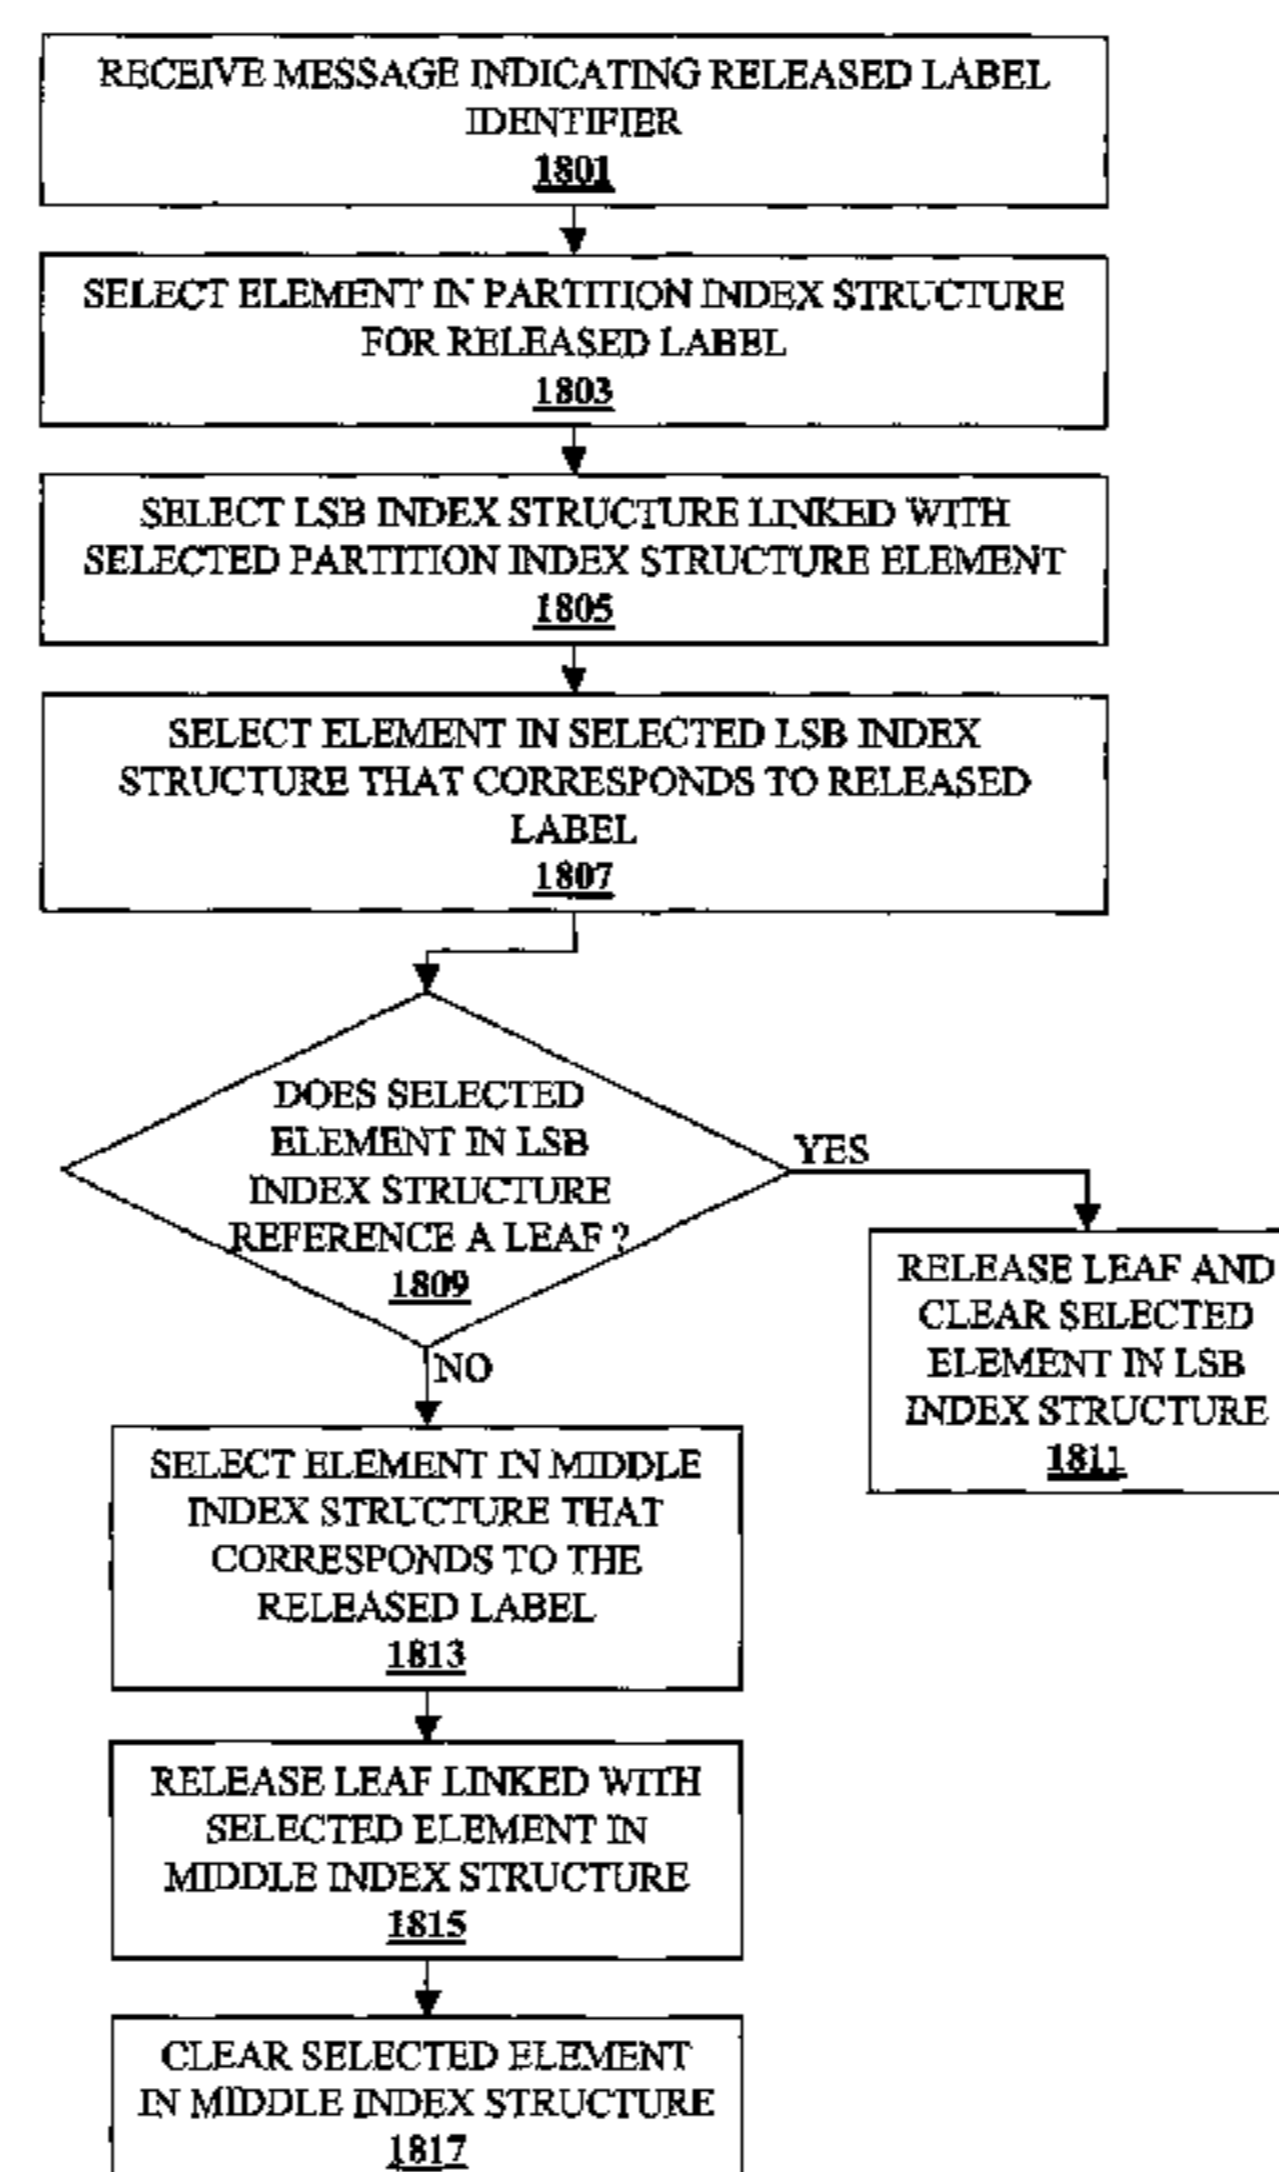 RECEIVE MESSAGE INDICATING RELEASED LABEL
IDENTIFIER
1801
SELECT ELEMENT IN PARTITION INDEX STRUCTURE
FOR RELEASED LABEL
1803
SELECT LSB INDEX STRUCTURE LINKED WITH
SELECTED PARTITION INDEX STRUCTURE ELEMENT
1805
SELECT ELEMENT IN SELECTED LSB INDEX
STRUCTURE THAT CORRESPONDS TO RELEASED
LABEL
1807
DOES SELECTED
ELEMENT IN LSB
INDEX STRUCTURE
REFERENCE A LEAF ?
1809
YES
RELEASE LEAF AND
CLEAR SELECTED
ELEMENT IN LSB
INDEX STRUCTURE
1811
NO
SELECT ELEMENT IN MIDDLE
INDEX STRUCTURE THAT
CORRESPONDS TO THE
RELEASED LABEL
1813
RELEASE LEAF LINKED WITH
SELECTED ELEMENT IN
MIDDLE INDEX STRUCTURE
1815
CLEAR SELECTED ELEMENT
IN MIDDLE INDEX STRUCTURE
1817